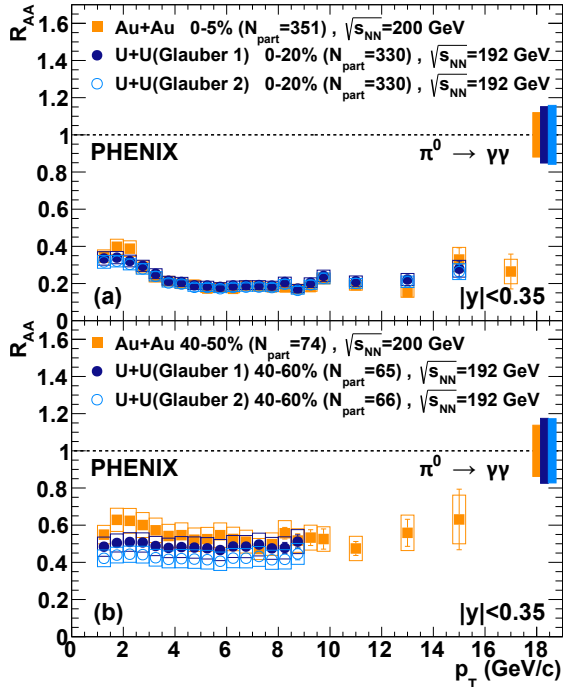 R_AA
1.6
1.4
1.2
1
0.8
0.6
0.4
0.2
0
Au+Au 0-5% (N_part=351) , √s_NN=200 GeV
U+U(Glauber 1) 0-20% (N_part=330) , √s_NN=192 GeV
U+U(Glauber 2) 0-20% (N_part=330) , √s_NN=192 GeV
PHENIX π⁰ → γγ
(a) |y|<0.35
R_AA
1.6
1.4
1.2
1
0.8
0.6
0.4
0.2
0
Au+Au 40-50% (N_part=74) , √s_NN=200 GeV
U+U(Glauber 1) 40-60% (N_part=65) , √s_NN=192 GeV
U+U(Glauber 2) 40-60% (N_part=66) , √s_NN=192 GeV
PHENIX π⁰ → γγ
(b) |y|<0.35
0 2 4 6 8 10 12 14 16 18
p_T (GeV/c)